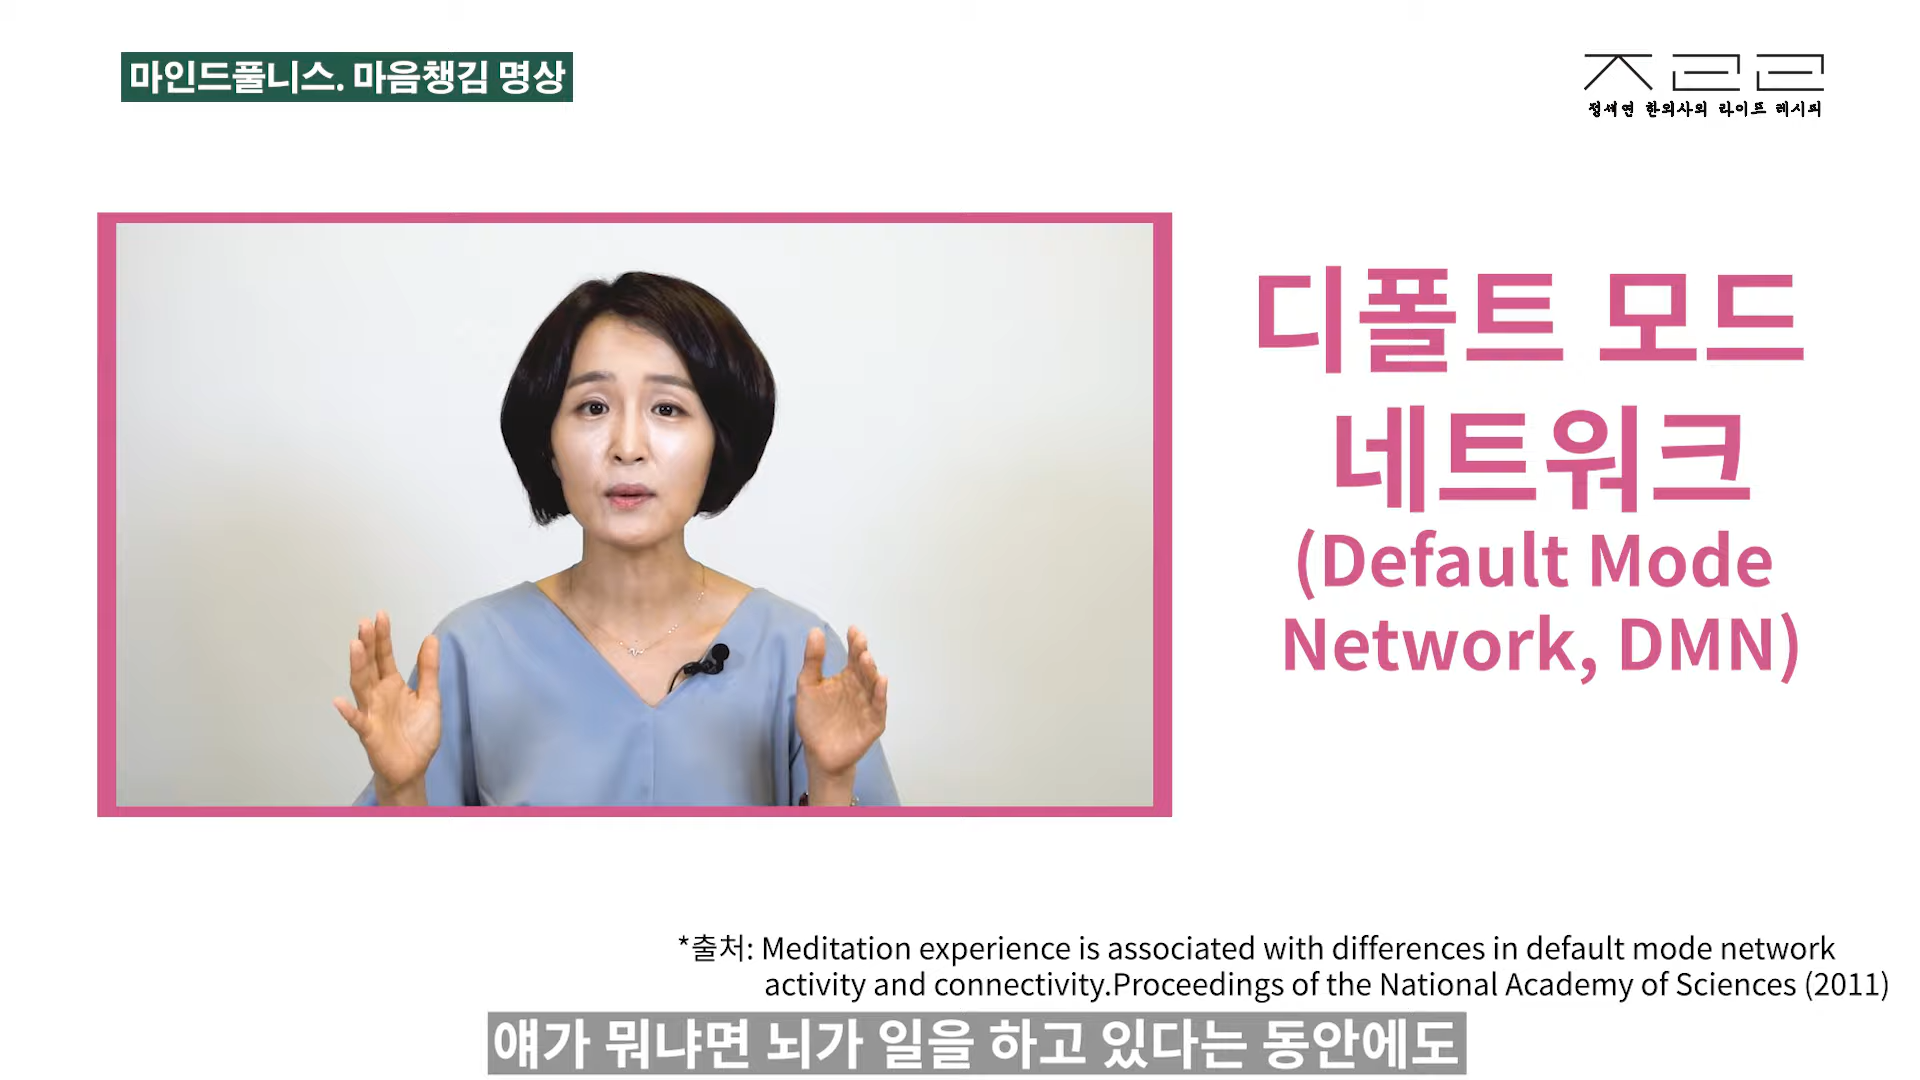 마인드풀니스. 마음챙김 명상
ㅈㄹㄹ
정세연 한의사의 라이프 레시피
디폴트 모드
네트워크
(Default Mode
Network, DMN)
*출처: Meditation experience is associated with differences in default mode network
activity and connectivity.Proceedings of the National Academy of Sciences (2011)
얘가 뭐냐면 뇌가 일을 하고 있다는 동안에도